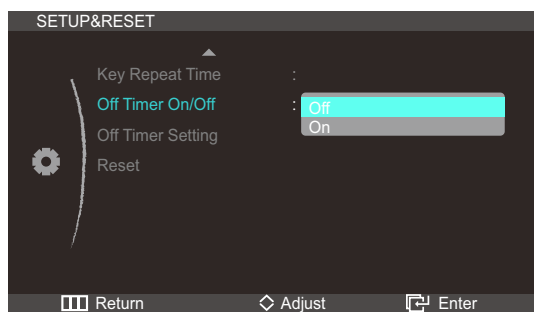 SETUP&RESET
Key Repeat Time :
Off Timer On/Off : Off
On
Off Timer Setting
Reset
Return Adjust Enter